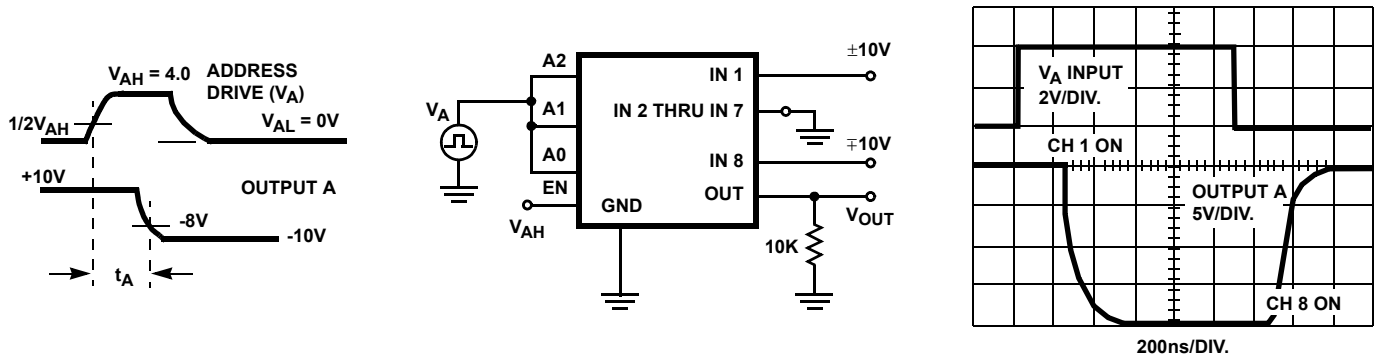 V_AH = 4.0
ADDRESS
DRIVE (V_A)
1/2V_AH
V_AL = 0V
+10V
OUTPUT A
-8V
-10V
t_A
V_A
A2
A1
A0
EN
V_AH
GND
IN 1
IN 2 THRU IN 7
IN 8
OUT
±10V
∓10V
V_OUT
10K
V_A INPUT
2V/DIV.
CH 1 ON
OUTPUT A
5V/DIV.
CH 8 ON
200ns/DIV.